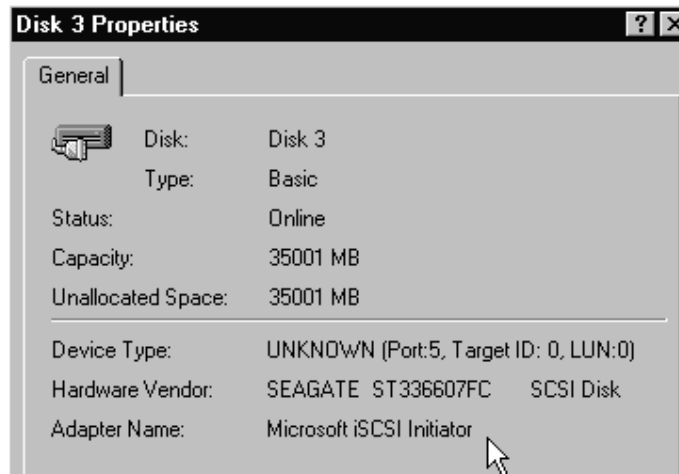 Disk 3 Properties
General
Disk: Disk 3
Type: Basic
Status: Online
Capacity: 35001 MB
Unallocated Space: 35001 MB
Device Type: UNKNOWN (Port:5, Target ID: 0, LUN:0)
Hardware Vendor: SEAGATE ST336607FC SCSI Disk
Adapter Name: Microsoft iSCSI Initiator